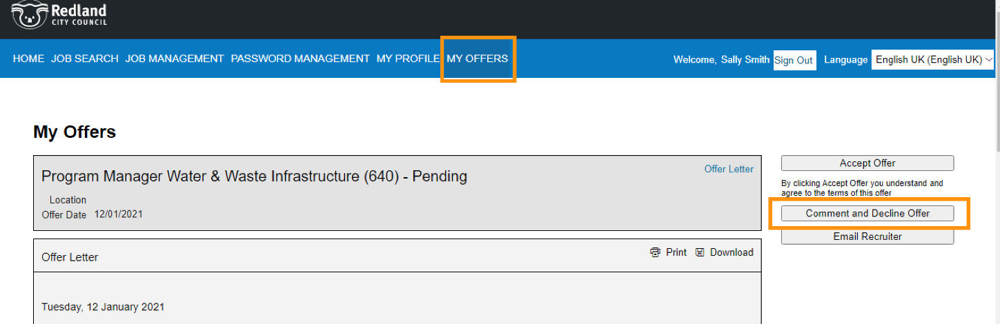 Redland
CITY COUNCIL
HOME JOB SEARCH JOB MANAGEMENT PASSWORD MANAGEMENT MY PROFILE MY OFFERS Welcome, Sally Smith Sign Out Language English UK (English UK)
My Offers
Program Manager Water & Waste Infrastructure (640) - Pending Offer Letter
Location
Offer Date 12/01/2021
Accept Offer
By clicking Accept Offer you understand and
agree to the terms of this offer
Comment and Decline Offer
Email Recruiter
Offer Letter Print Download
Tuesday, 12 January 2021